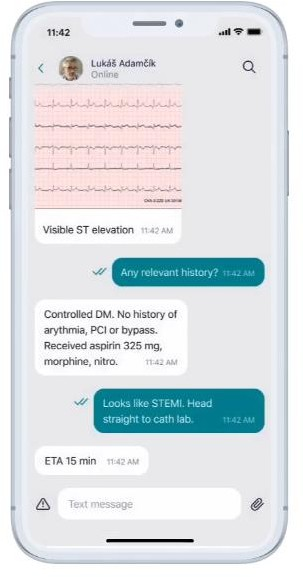 11:42
Lukáš Adamčík
Online
Visible ST elevation 11:42 AM
Any relevant history? 11:42 AM
Controlled DM. No history of
arythmia, PCI or bypass.
Received aspirin 325 mg,
morphine, nitro. 11:42 AM
Looks like STEMI. Head
straight to cath lab. 11:42 AM
ETA 15 min 11:42 AM
Text message